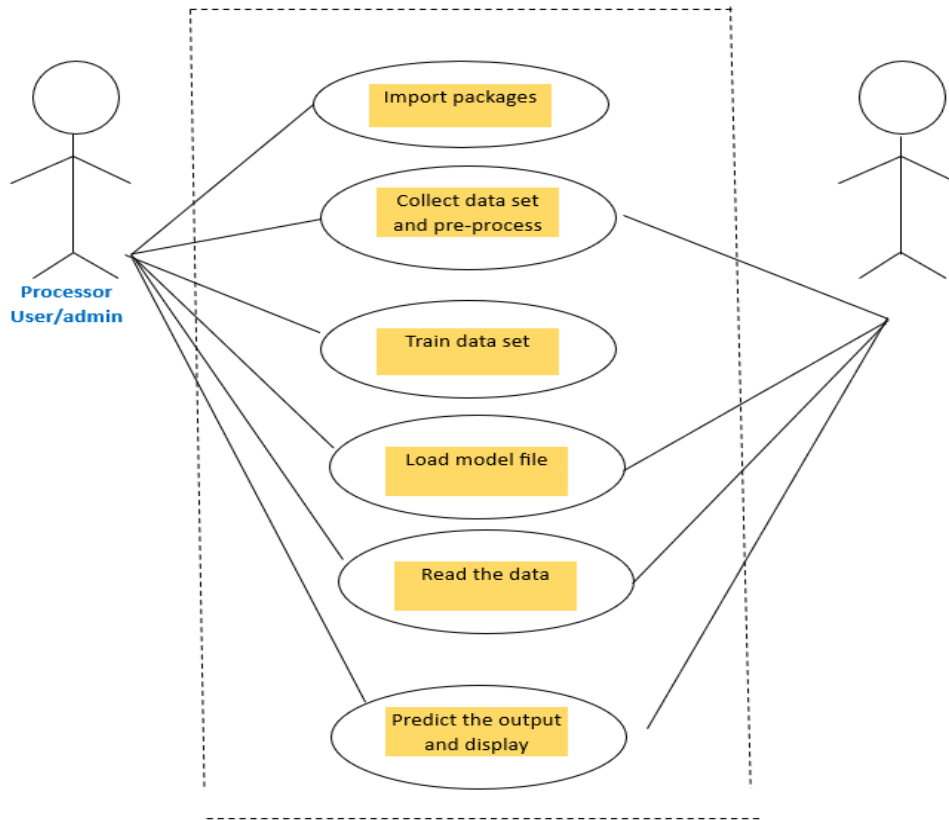 Import packages
Collect data set
and pre-process
Processor
User/admin
Train data set
Load model file
Read the data
Predict the output
and display